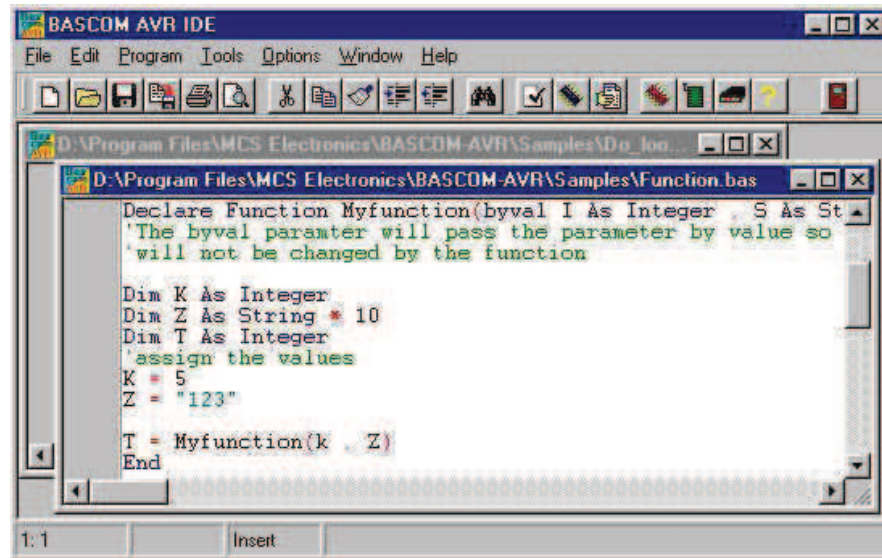 BASCOM AVR IDE
File Edit Program Tools Options Window Help
D:\Program Files\MCS Electronics\BASCOM-AVR\Samples\Do_loo...
D:\Program Files\MCS Electronics\BASCOM-AVR\Samples\Function.bas
Declare Function Myfunction(byval I As Integer , S As St
'The byval paramter will pass the parameter by value so
'will not be changed by the function
Dim K As Integer
Dim Z As String * 10
Dim T As Integer
'assign the values
K = 5
Z = "123"
T = Myfunction(k , Z)
End
1: 1 Insert